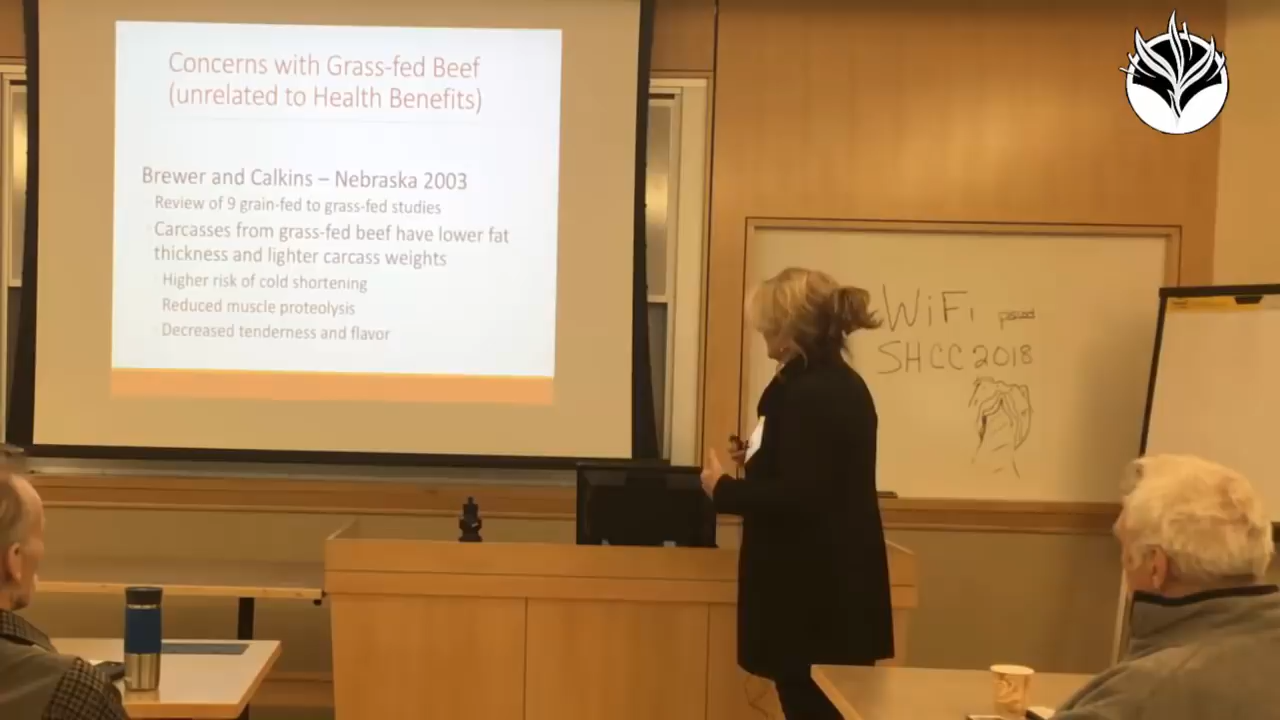 Concerns with Grass-fed Beef
(unrelated to Health Benefits)
Brewer and Calkins – Nebraska 2003
Review of 9 grain-fed to grass-fed studies
Carcasses from grass-fed beef have lower fat
thickness and lighter carcass weights
Higher risk of cold shortening
Reduced muscle proteolysis
Decreased tenderness and flavor
WiFi
SHCC2018